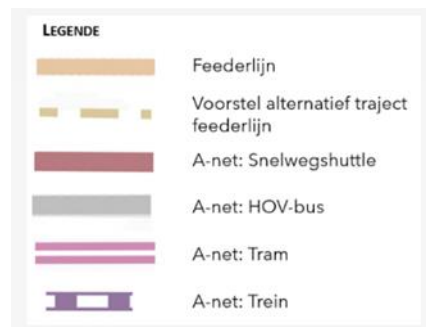 LEGENDE
Feederlijn
Voorstel alternatief traject
feederlijn
A-net: Snelwegshuttle
A-net: HOV-bus
A-net: Tram
A-net: Trein